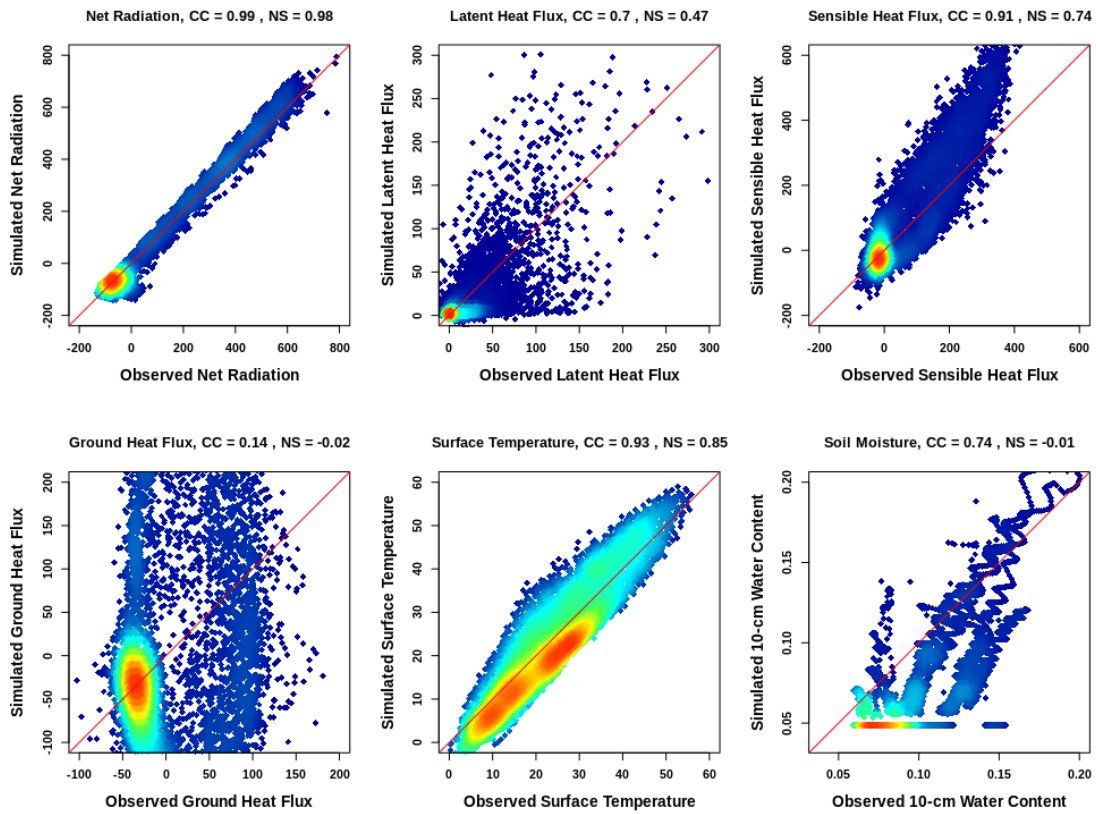 Net Radiation, CC = 0.99 , NS = 0.98
Simulated Net Radiation
-200 0 200 400 600 800
-200 0 200 400 600 800
Observed Net Radiation
Latent Heat Flux, CC = 0.7 , NS = 0.47
Simulated Latent Heat Flux
0 50 100 150 200 250 300
0 50 100 150 200 250 300
Observed Latent Heat Flux
Sensible Heat Flux, CC = 0.91 , NS = 0.74
Simulated Sensible Heat Flux
-200 0 200 400 600
-200 0 200 400 600
Observed Sensible Heat Flux
Ground Heat Flux, CC = 0.14 , NS = -0.02
Simulated Ground Heat Flux
-100 -50 0 50 100 150 200
-100 -50 0 50 100 150 200
Observed Ground Heat Flux
Surface Temperature, CC = 0.93 , NS = 0.85
Simulated Surface Temperature
0 10 20 30 40 50 60
0 10 20 30 40 50 60
Observed Surface Temperature
Soil Moisture, CC = 0.74 , NS = -0.01
Simulated 10-cm Water Content
0.05 0.10 0.15 0.20
0.05 0.10 0.15 0.20
Observed 10-cm Water Content